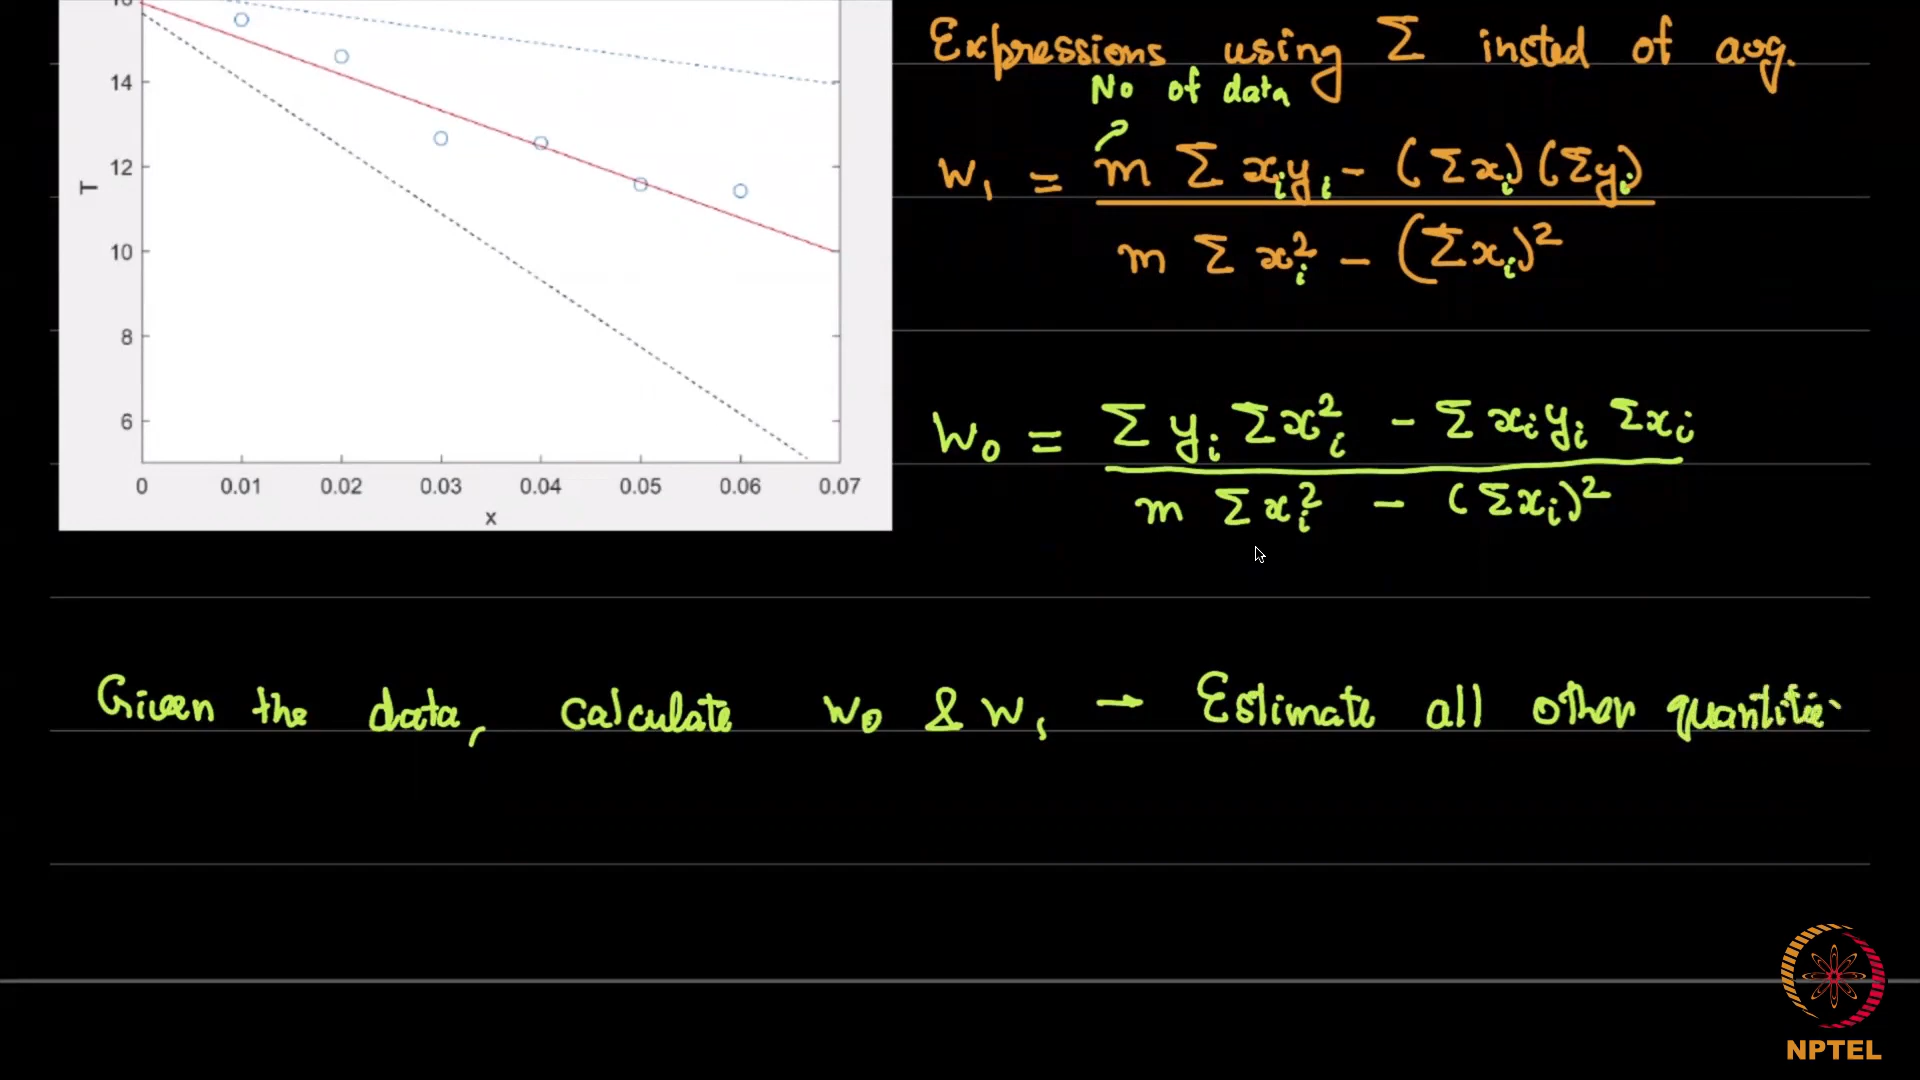 16
14
12
10
8
6
T
0 0.01 0.02 0.03 0.04 0.05 0.06 0.07
x
Expressions using Σ insted of avg.
No of data
w₁ = m Σ xᵢyᵢ - (Σxᵢ)(Σyᵢ)
m Σ xᵢ² - (Σxᵢ)²
w₀ = Σ yᵢ Σxᵢ² - Σ xᵢyᵢ Σxᵢ
m Σ xᵢ² - (Σxᵢ)²
Given the data, calculate w₀ & w₁ → Estimate all other quantitie
NPTEL